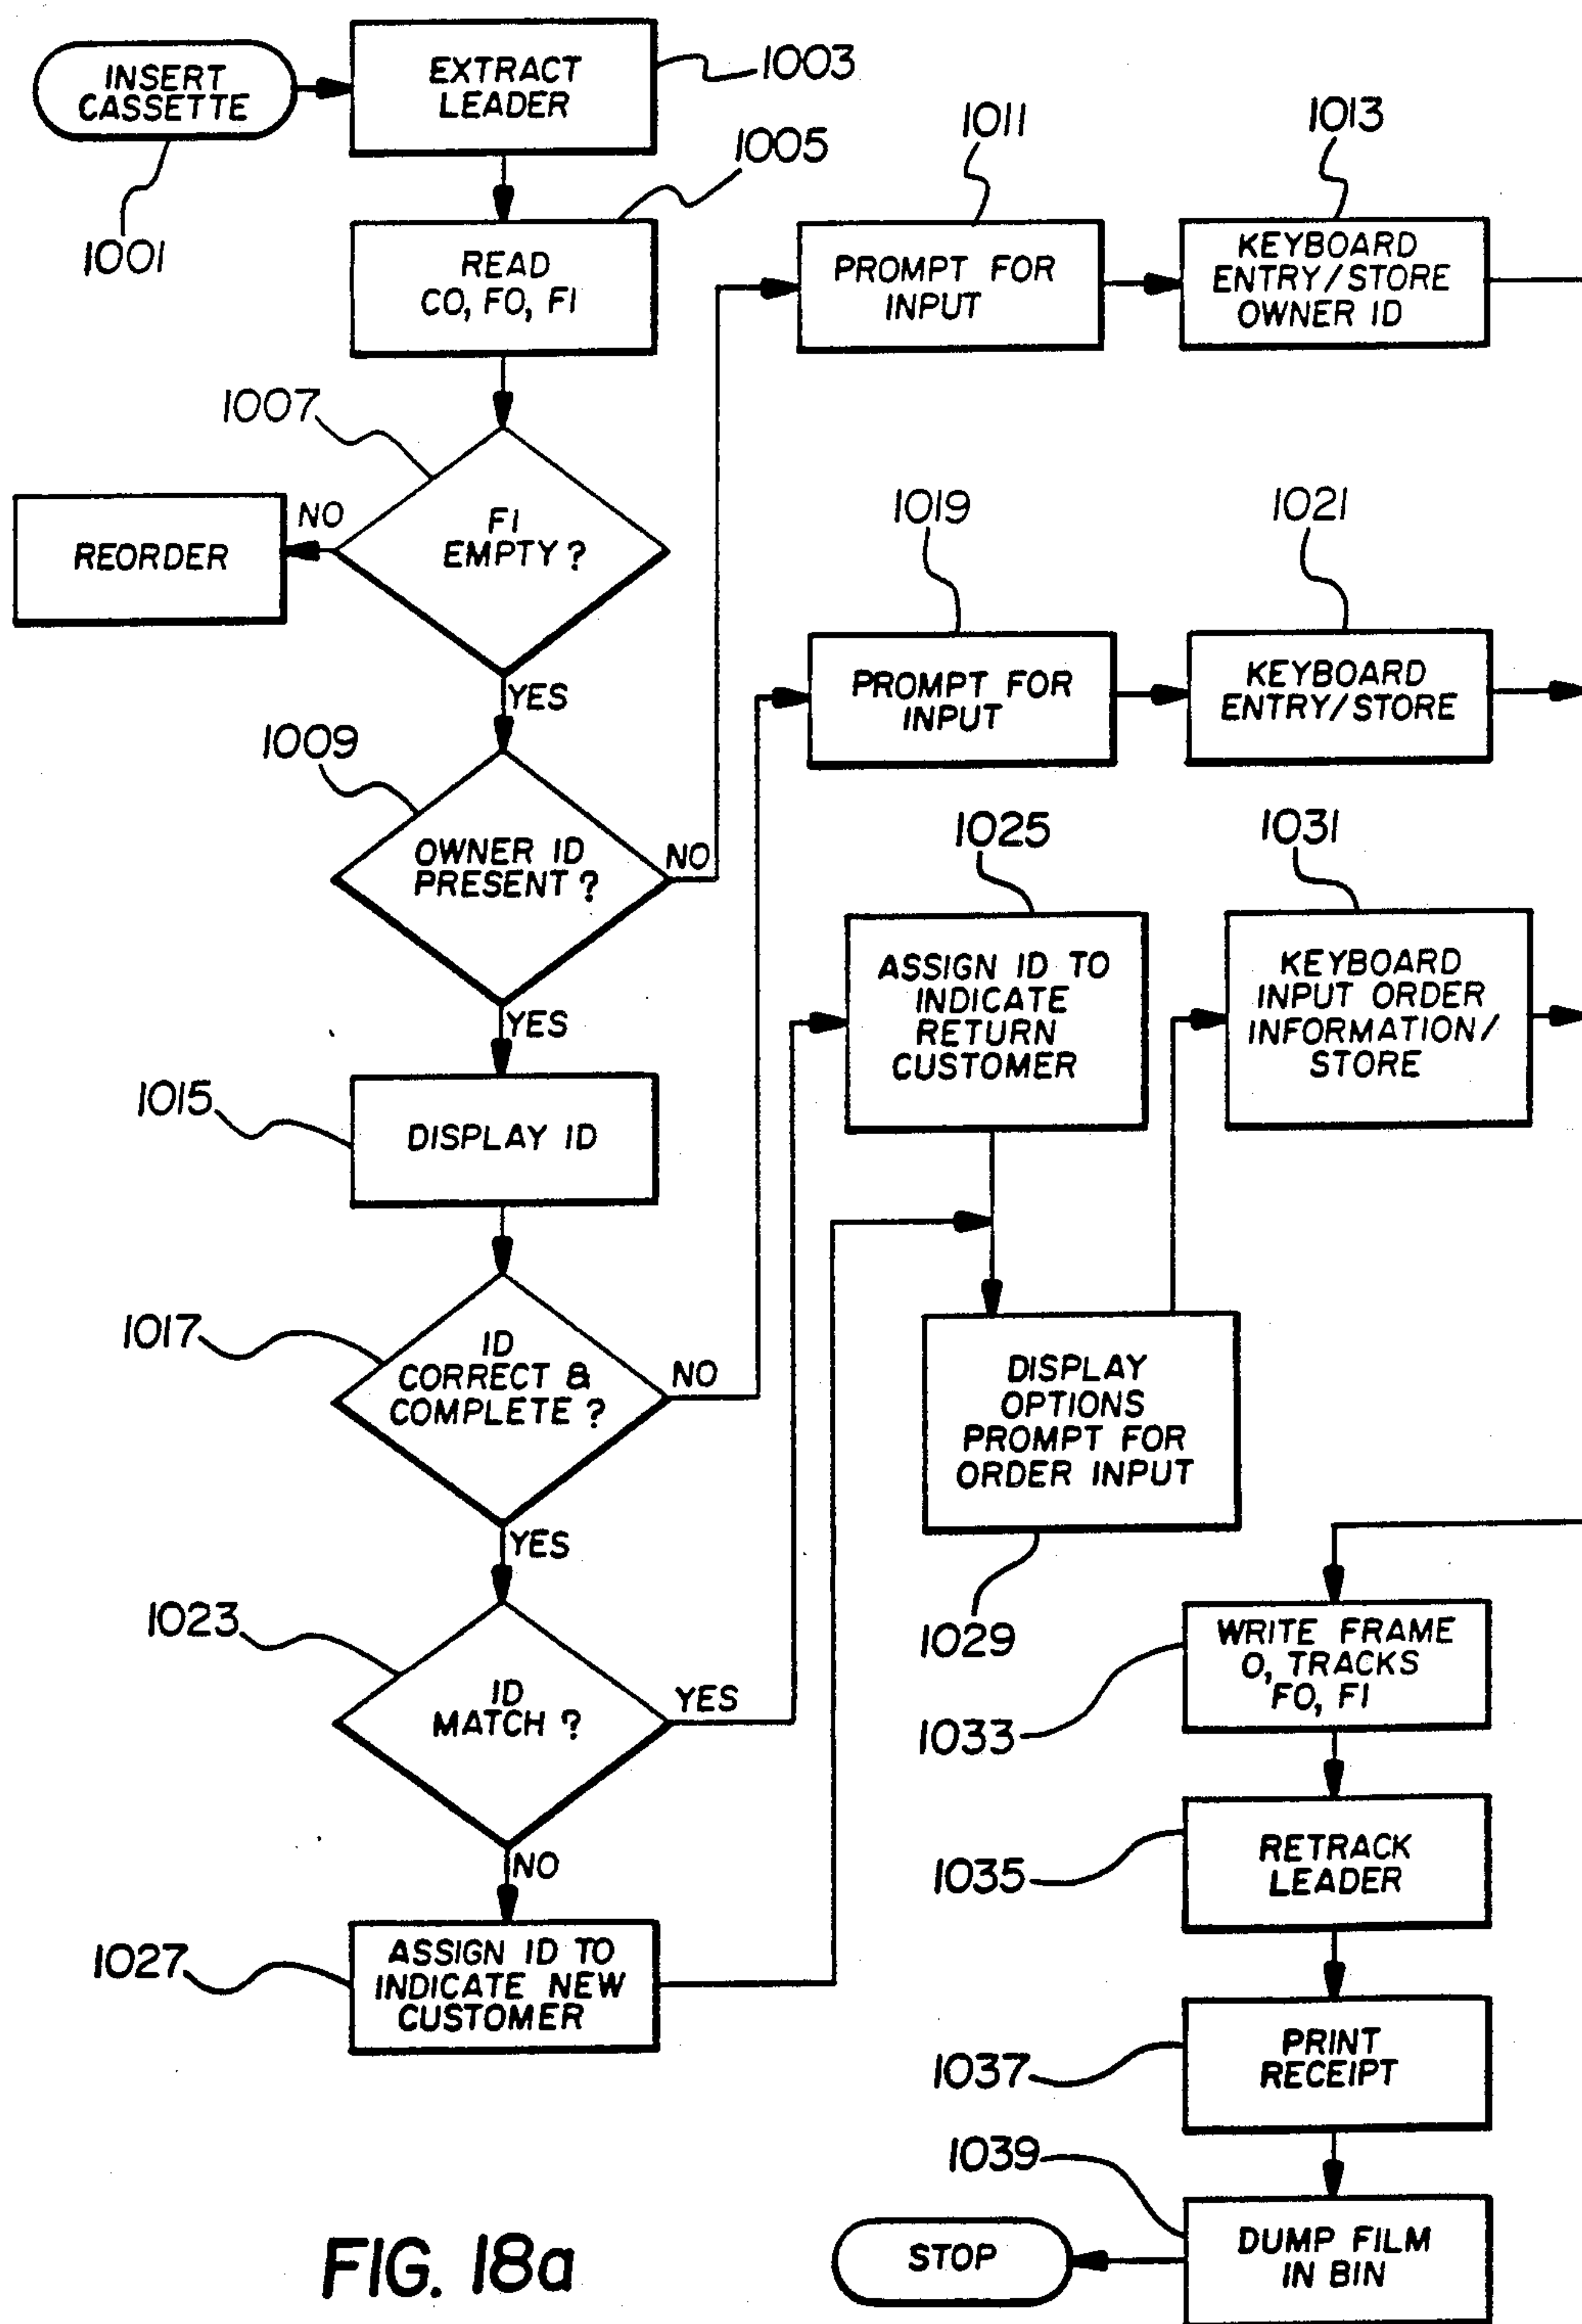 INSERT
CASSETTE
1001
EXTRACT
LEADER
1003
1005
READ
CO, FO, FI
1011
PROMPT FOR
INPUT
1013
KEYBOARD
ENTRY/STORE
OWNER ID
1007
FI
EMPTY?
NO
REORDER
YES
1009
OWNER ID
PRESENT?
NO
YES
1019
PROMPT FOR
INPUT
1021
KEYBOARD
ENTRY/STORE
1015
DISPLAY ID
1017
ID
CORRECT &
COMPLETE?
NO
YES
1025
ASSIGN ID TO
INDICATE
RETURN
CUSTOMER
1031
KEYBOARD
INPUT ORDER
INFORMATION/
STORE
DISPLAY
OPTIONS
PROMPT FOR
ORDER INPUT
1029
1023
ID
MATCH?
YES
NO
1027
ASSIGN ID TO
INDICATE NEW
CUSTOMER
WRITE FRAME
O, TRACKS
FO, FI
1033
RETRACK
LEADER
1035
PRINT
RECEIPT
1037
1039
DUMP FILM
IN BIN
STOP
FIG. 18a